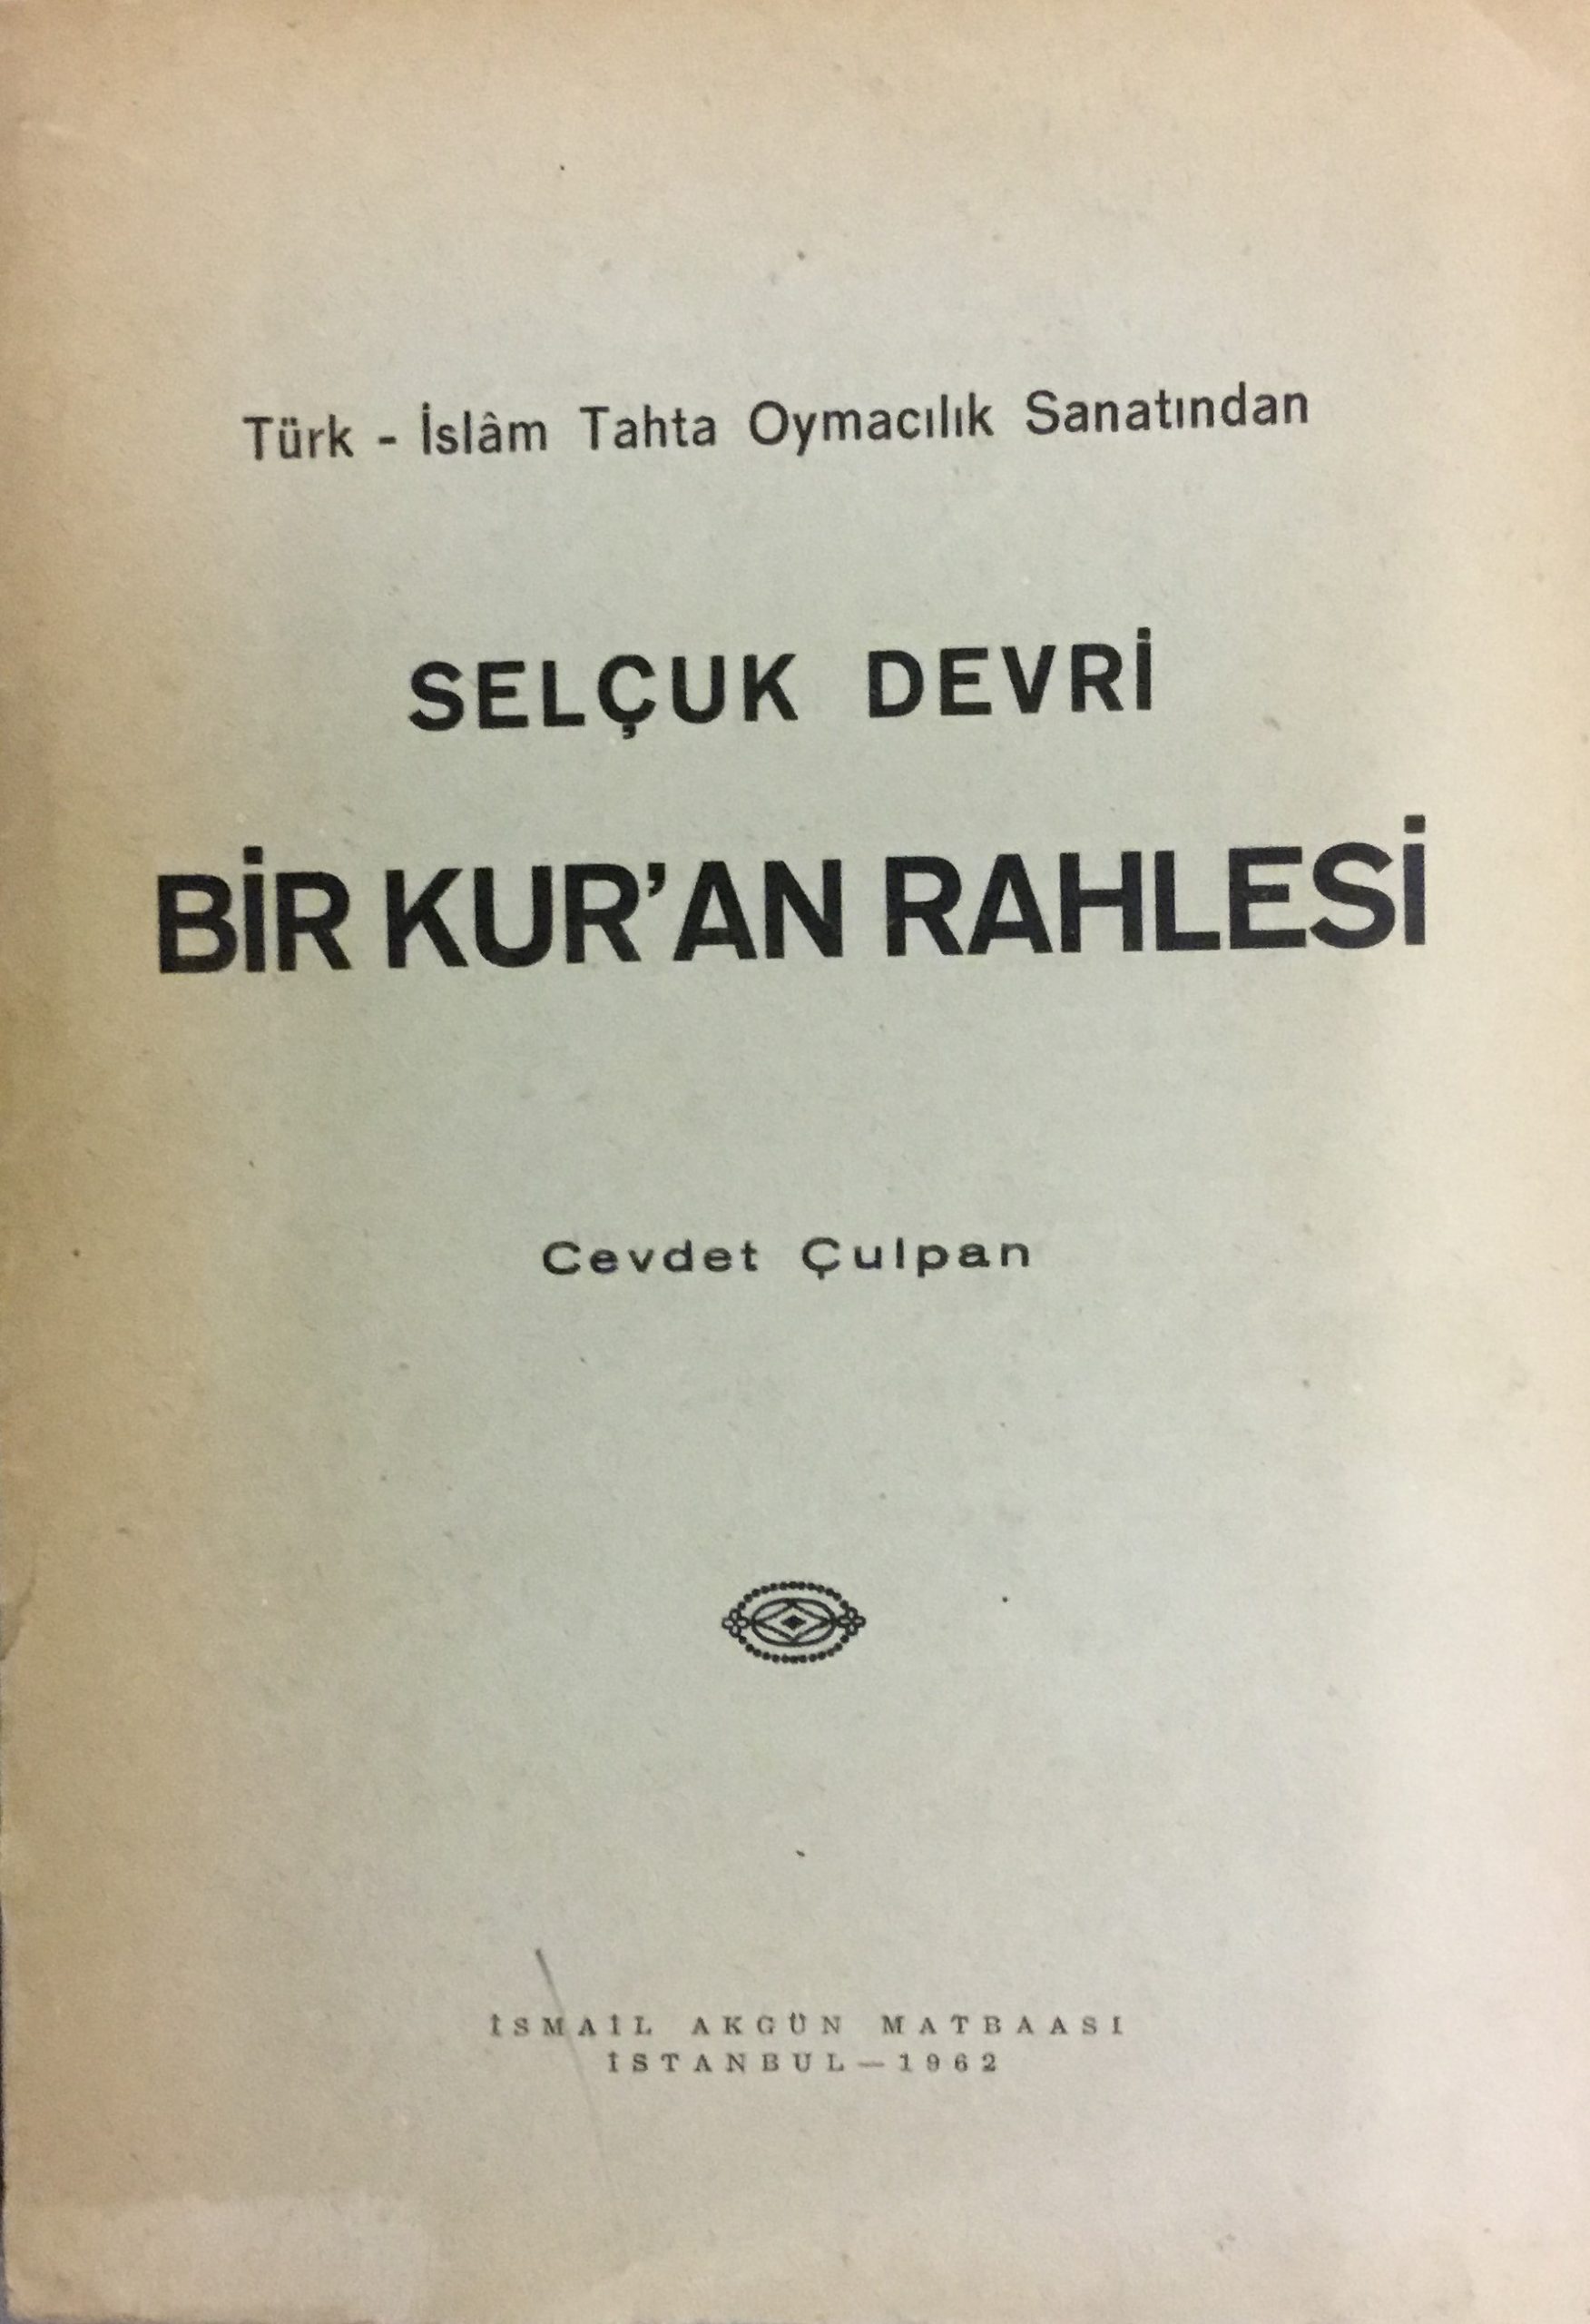 Türk - İslâm Tahta Oymacılık Sanatından
SELÇUK DEVRİ
BİR KUR'AN RAHLESİ
Cevdet Çulpan
İSMAİL AKGÜN MATBAASI
İSTANBUL — 1962